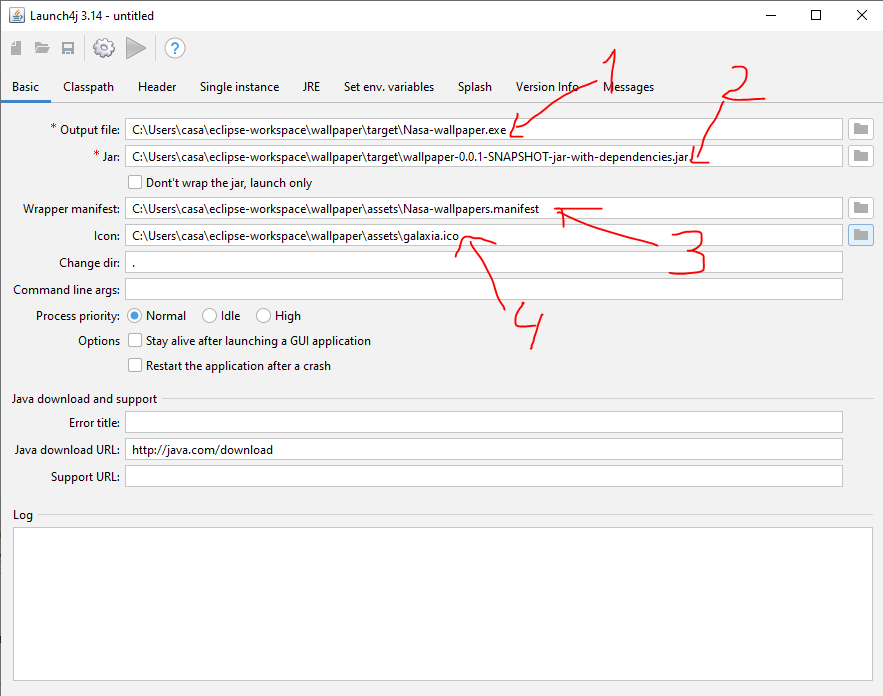 Launch4j 3.14 - untitled
?
Basic Classpath Header Single instance JRE Set env. variables Splash Version Info Messages
1
2
* Output file: C:\Users\casa\eclipse-workspace\wallpaper\target\Nasa-wallpaper.exe
* Jar: C:\Users\casa\eclipse-workspace\wallpaper\target\wallpaper-0.0.1-SNAPSHOT-jar-with-dependencies.jar
Dont't wrap the jar, launch only
Wrapper manifest: C:\Users\casa\eclipse-workspace\wallpaper\assets\Nasa-wallpapers.manifest
Icon: C:\Users\casa\eclipse-workspace\wallpaper\assets\galaxia.ico
3
Change dir: .
Command line args:
Process priority: Normal Idle High
4
Options Stay alive after launching a GUI application
Restart the application after a crash
Java download and support
Error title:
Java download URL: http://java.com/download
Support URL:
Log